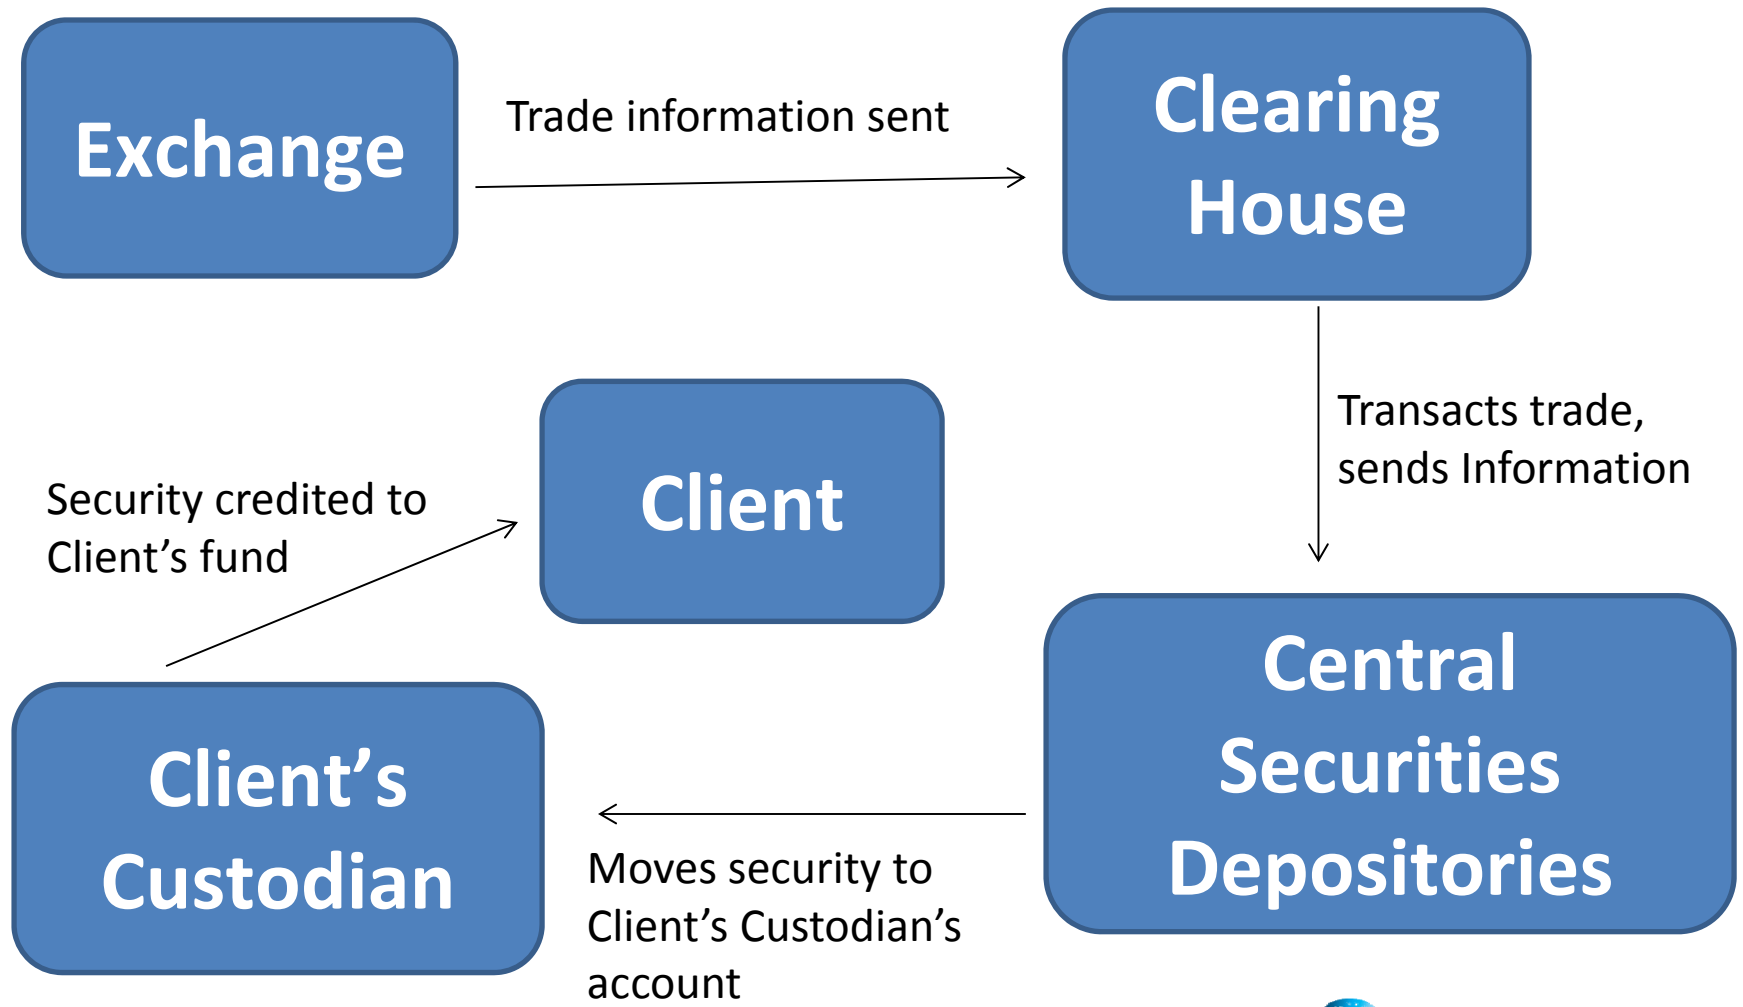 Exchange
Trade information sent
Clearing
House
Transacts trade,
sends Information
Client
Security credited to
Client’s fund
Central
Securities
Depositories
Client’s
Custodian
Moves security to
Client’s Custodian’s
account